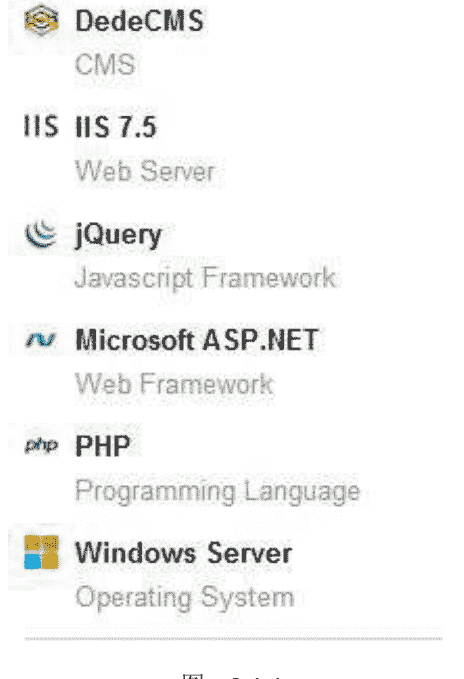 DedeCMS
CMS
IIS IIS 7.5
Web Server
jQuery
Javascript Framework
Microsoft ASP.NET
Web Framework
php PHP
Programming Language
Windows Server
Operating System